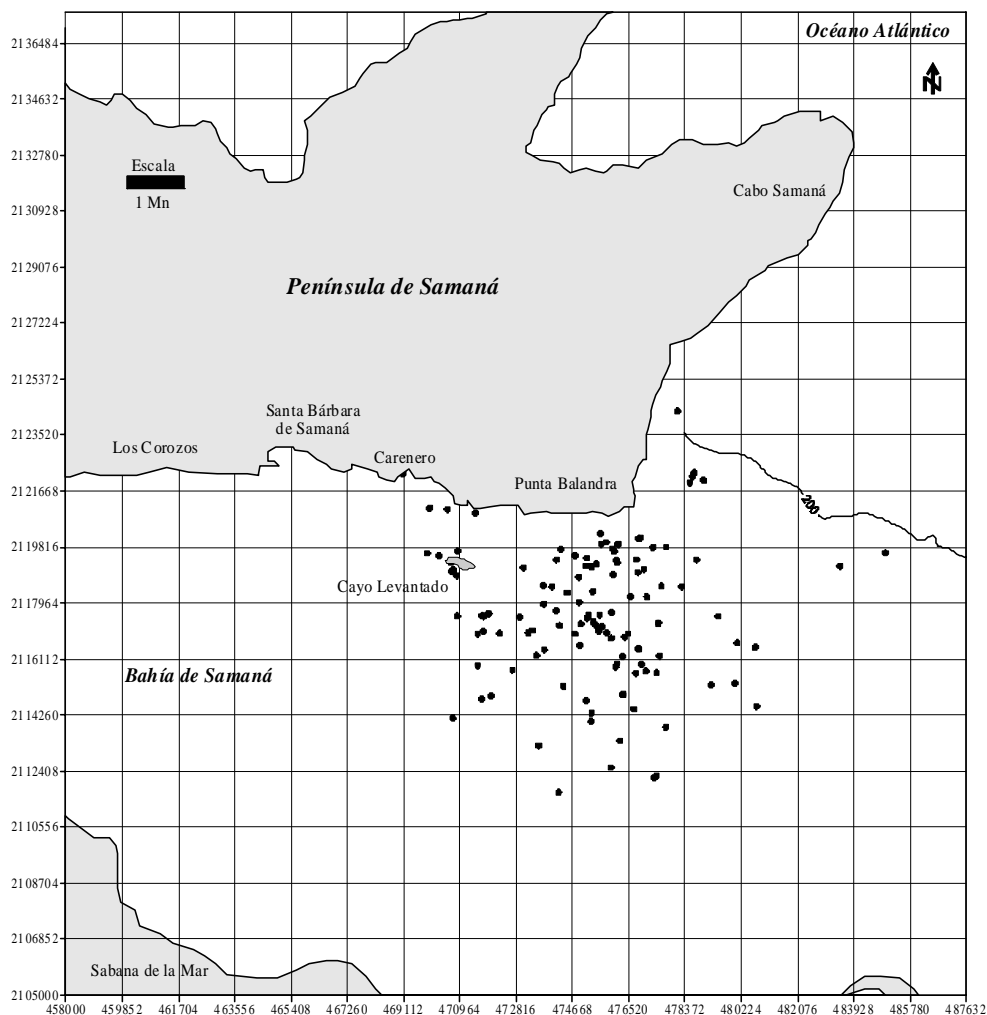 Océano Atlántico
2136484
N
2134632
2132780
Escala
1 Mn
Cabo Samaná
2130928
2129076
Península de Samaná
2127224
2125372
Santa Bárbara
de Samaná
2123520
Los Corozos
Carenero
Punta Balandra
2121668
2119816
Cayo Levantado
2117964
2116112
Bahía de Samaná
2114260
2112408
2110556
2108704
2106852
Sabana de la Mar
2105000
458000 459852 461704 463556 465408 467260 469112 470964 472816 474668 476520 478372 480224 482076 483928 485780 487632